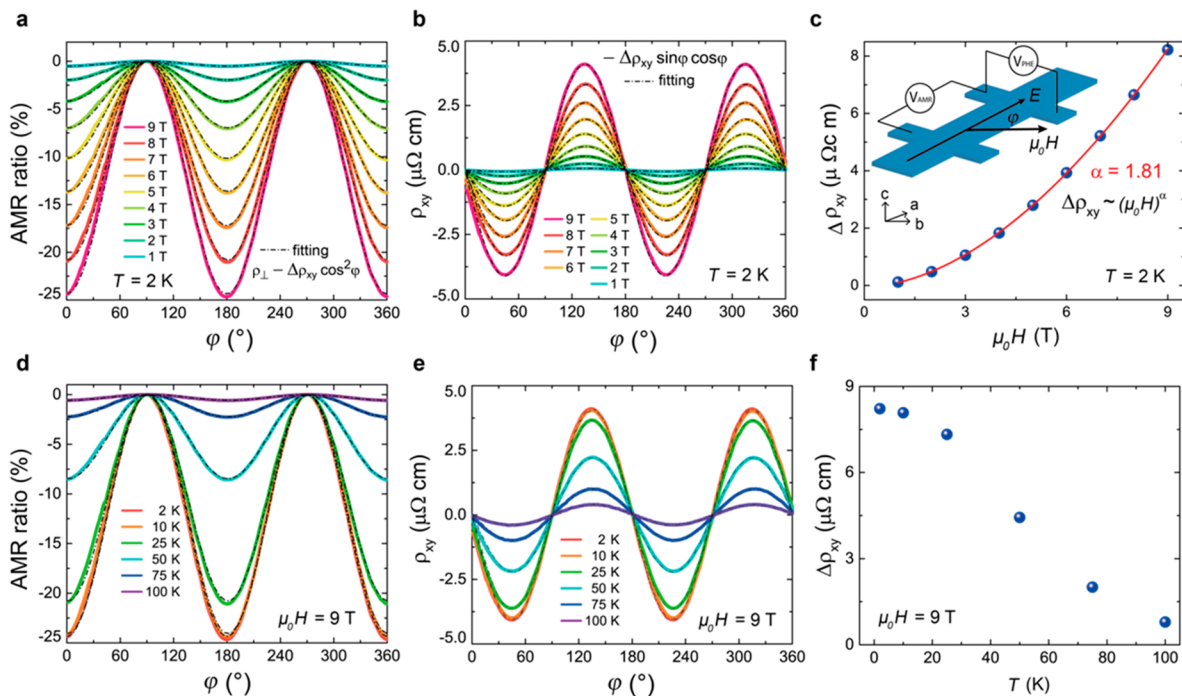 a
AMR ratio (%)
0
-5
-10
-15
-20
-25
9 T
8 T
7 T
6 T
5 T
4 T
3 T
2 T
1 T
fitting
ρ⊥ − Δρxy cos²φ
T = 2 K
0 60 120 180 240 300 360
φ (°)
b
ρxy (μΩ cm)
5.0
2.5
0.0
-2.5
-5.0
− Δρxy sinφ cosφ
fitting
9 T 5 T
8 T 4 T
7 T 3 T
6 T 2 T
1 T
T = 2 K
0 60 120 180 240 300 360
φ (°)
c
Δ ρxy (μ Ωc m)
8
6
4
2
0
VPHE
VAMR
E
φ
μ0H
α = 1.81
Δρxy ~ (μ0H)α
c
a
b
T = 2 K
0 3 6 9
μ0H (T)
d
AMR ratio (%)
0
-5
-10
-15
-20
-25
2 K
10 K
25 K
50 K
75 K
100 K
μ0H = 9 T
0 60 120 180 240 300 360
φ (°)
e
ρxy (μΩ cm)
5.0
2.5
0.0
-2.5
5.0
2 K
10 K
25 K
50 K
75 K
100 K
μ0H = 9 T
0 60 120 180 240 300 360
φ (°)
f
Δρxy (μΩ cm)
9
6
3
0
μ0H = 9 T
0 20 40 60 80 100
T (K)